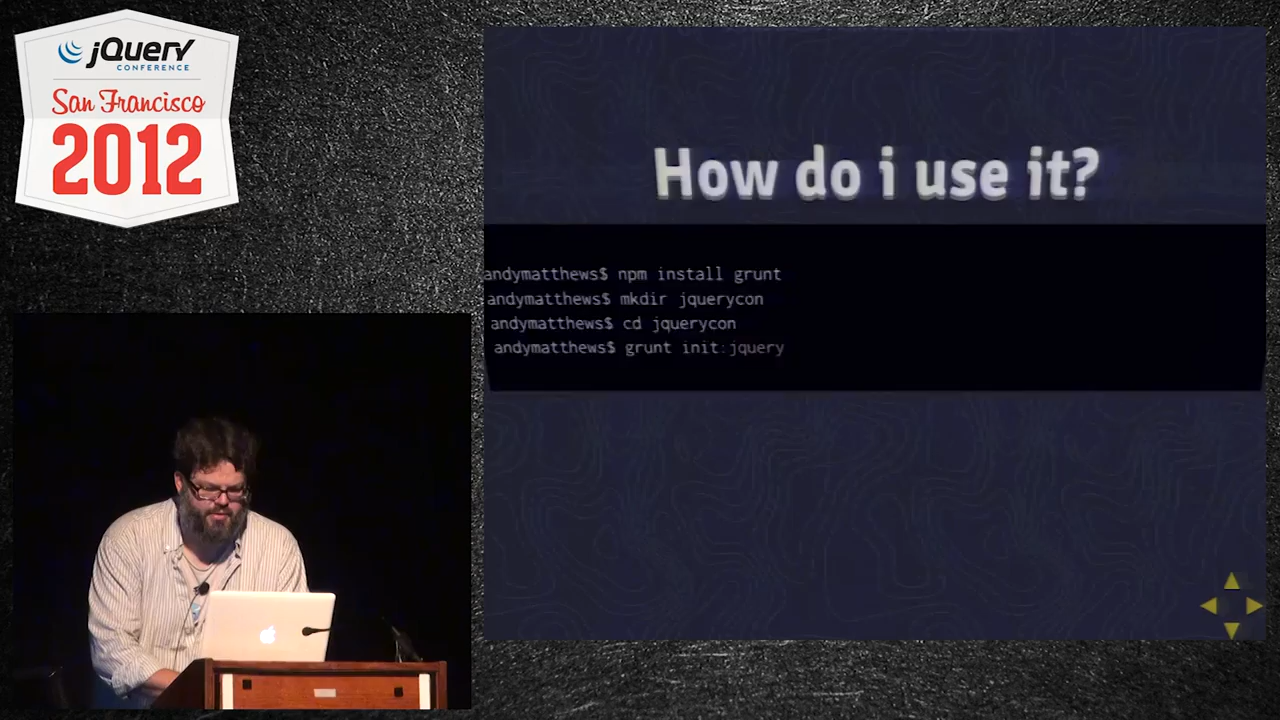 jQuery
CONFERENCE
San Francisco
2012
How do i use it?
andymatthews$ npm install grunt
andymatthews$ mkdir jquerycon
andymatthews$ cd jquerycon
andymatthews$ grunt init:jquery